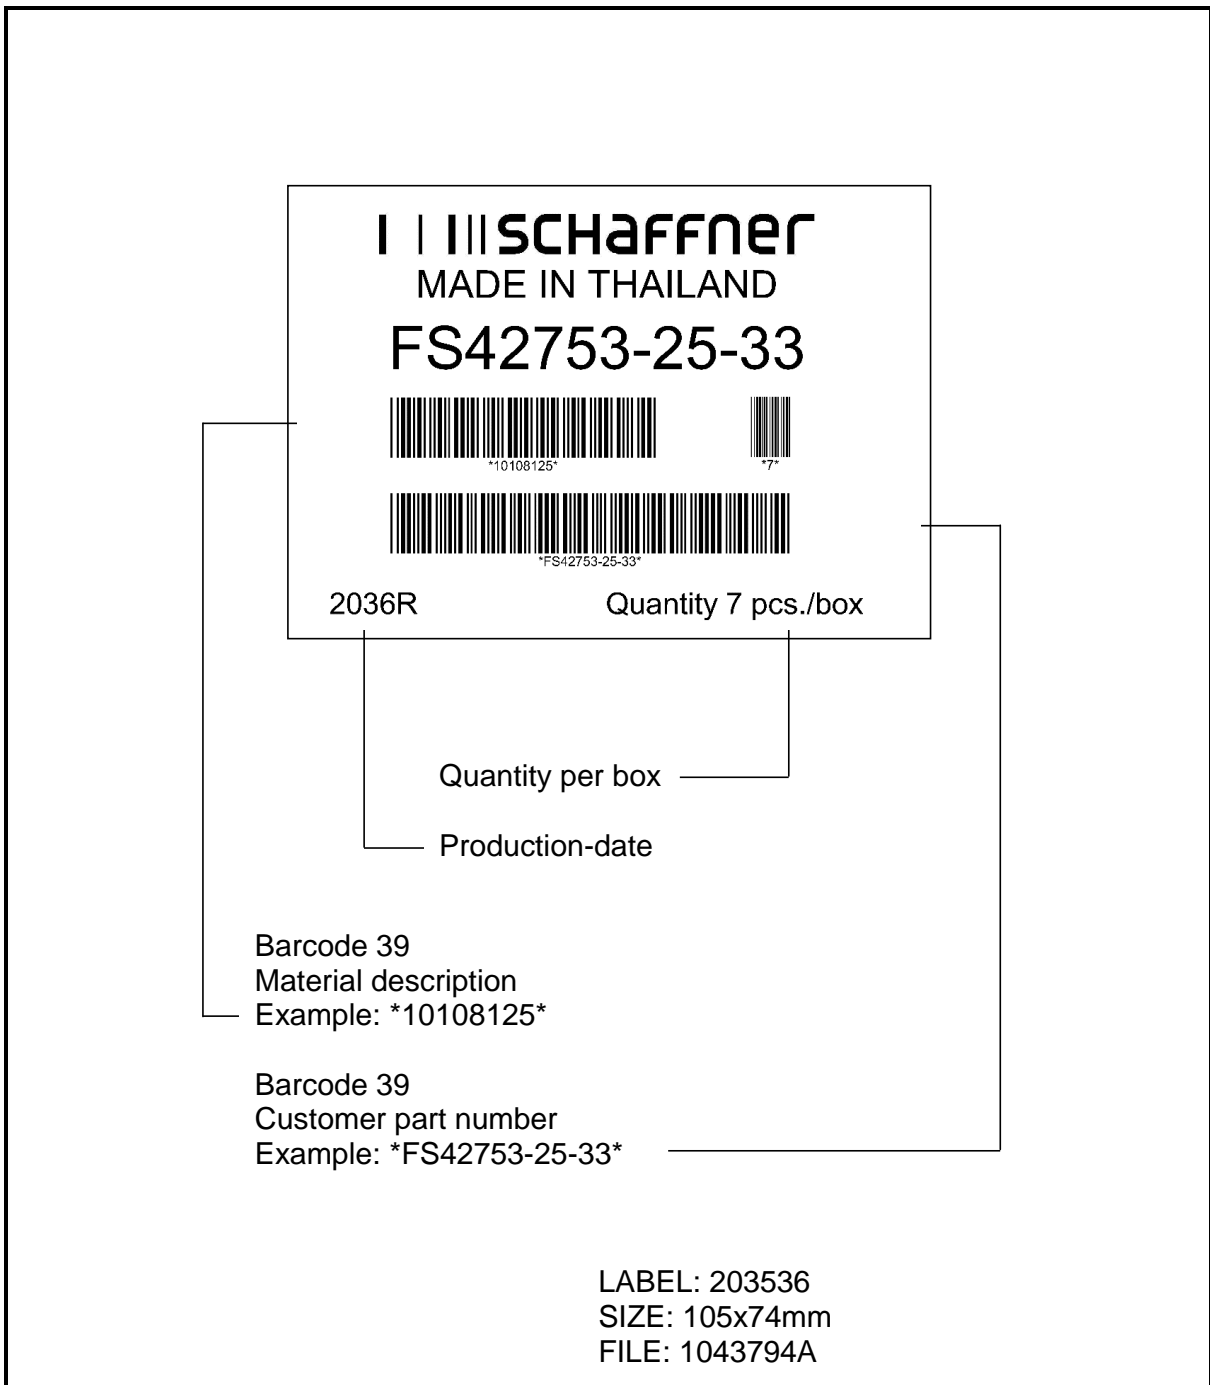 schaffner
MADE IN THAILAND
FS42753-25-33
*10108125*
*7*
*FS42753-25-33*
2036R
Quantity 7 pcs./box
Quantity per box
Production-date
Barcode 39
Material description
Example: *10108125*
Barcode 39
Customer part number
Example: *FS42753-25-33*
LABEL: 203536
SIZE: 105x74mm
FILE: 1043794A